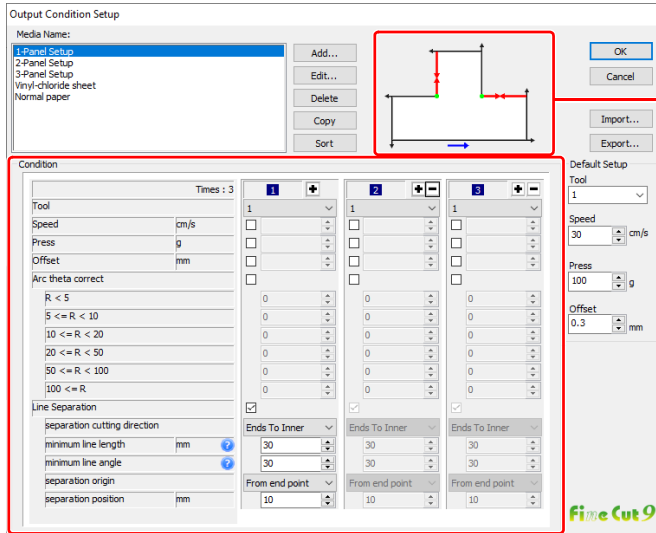 Output Condition Setup
Media Name:
1-Panel Setup
2-Panel Setup
3-Panel Setup
Vinyl-chloride sheet
Normal paper
Add...
Edit...
Delete
Copy
Sort
OK
Cancel
Import...
Export...
Condition
Times : 3 1 + 2 + - 3 + -
Tool 1 1 1
Speed cm/s
Press g
Offset mm
Arc theta correct
R < 5 0 0 0
5 <= R < 10 0 0 0
10 <= R < 20 0 0 0
20 <= R < 50 0 0 0
50 <= R < 100 0 0 0
100 <= R 0 0 0
Line Separation
separation cutting direction Ends To Inner Ends To Inner Ends To Inner
minimum line length mm ? 30 30 30
minimum line angle ? 30 30 30
separation origin From end point From end point From end point
separation position mm 10 10 10
Default Setup
Tool
1
Speed
30 cm/s
Press
100 g
Offset
0.3 mm
Fine Cut 9